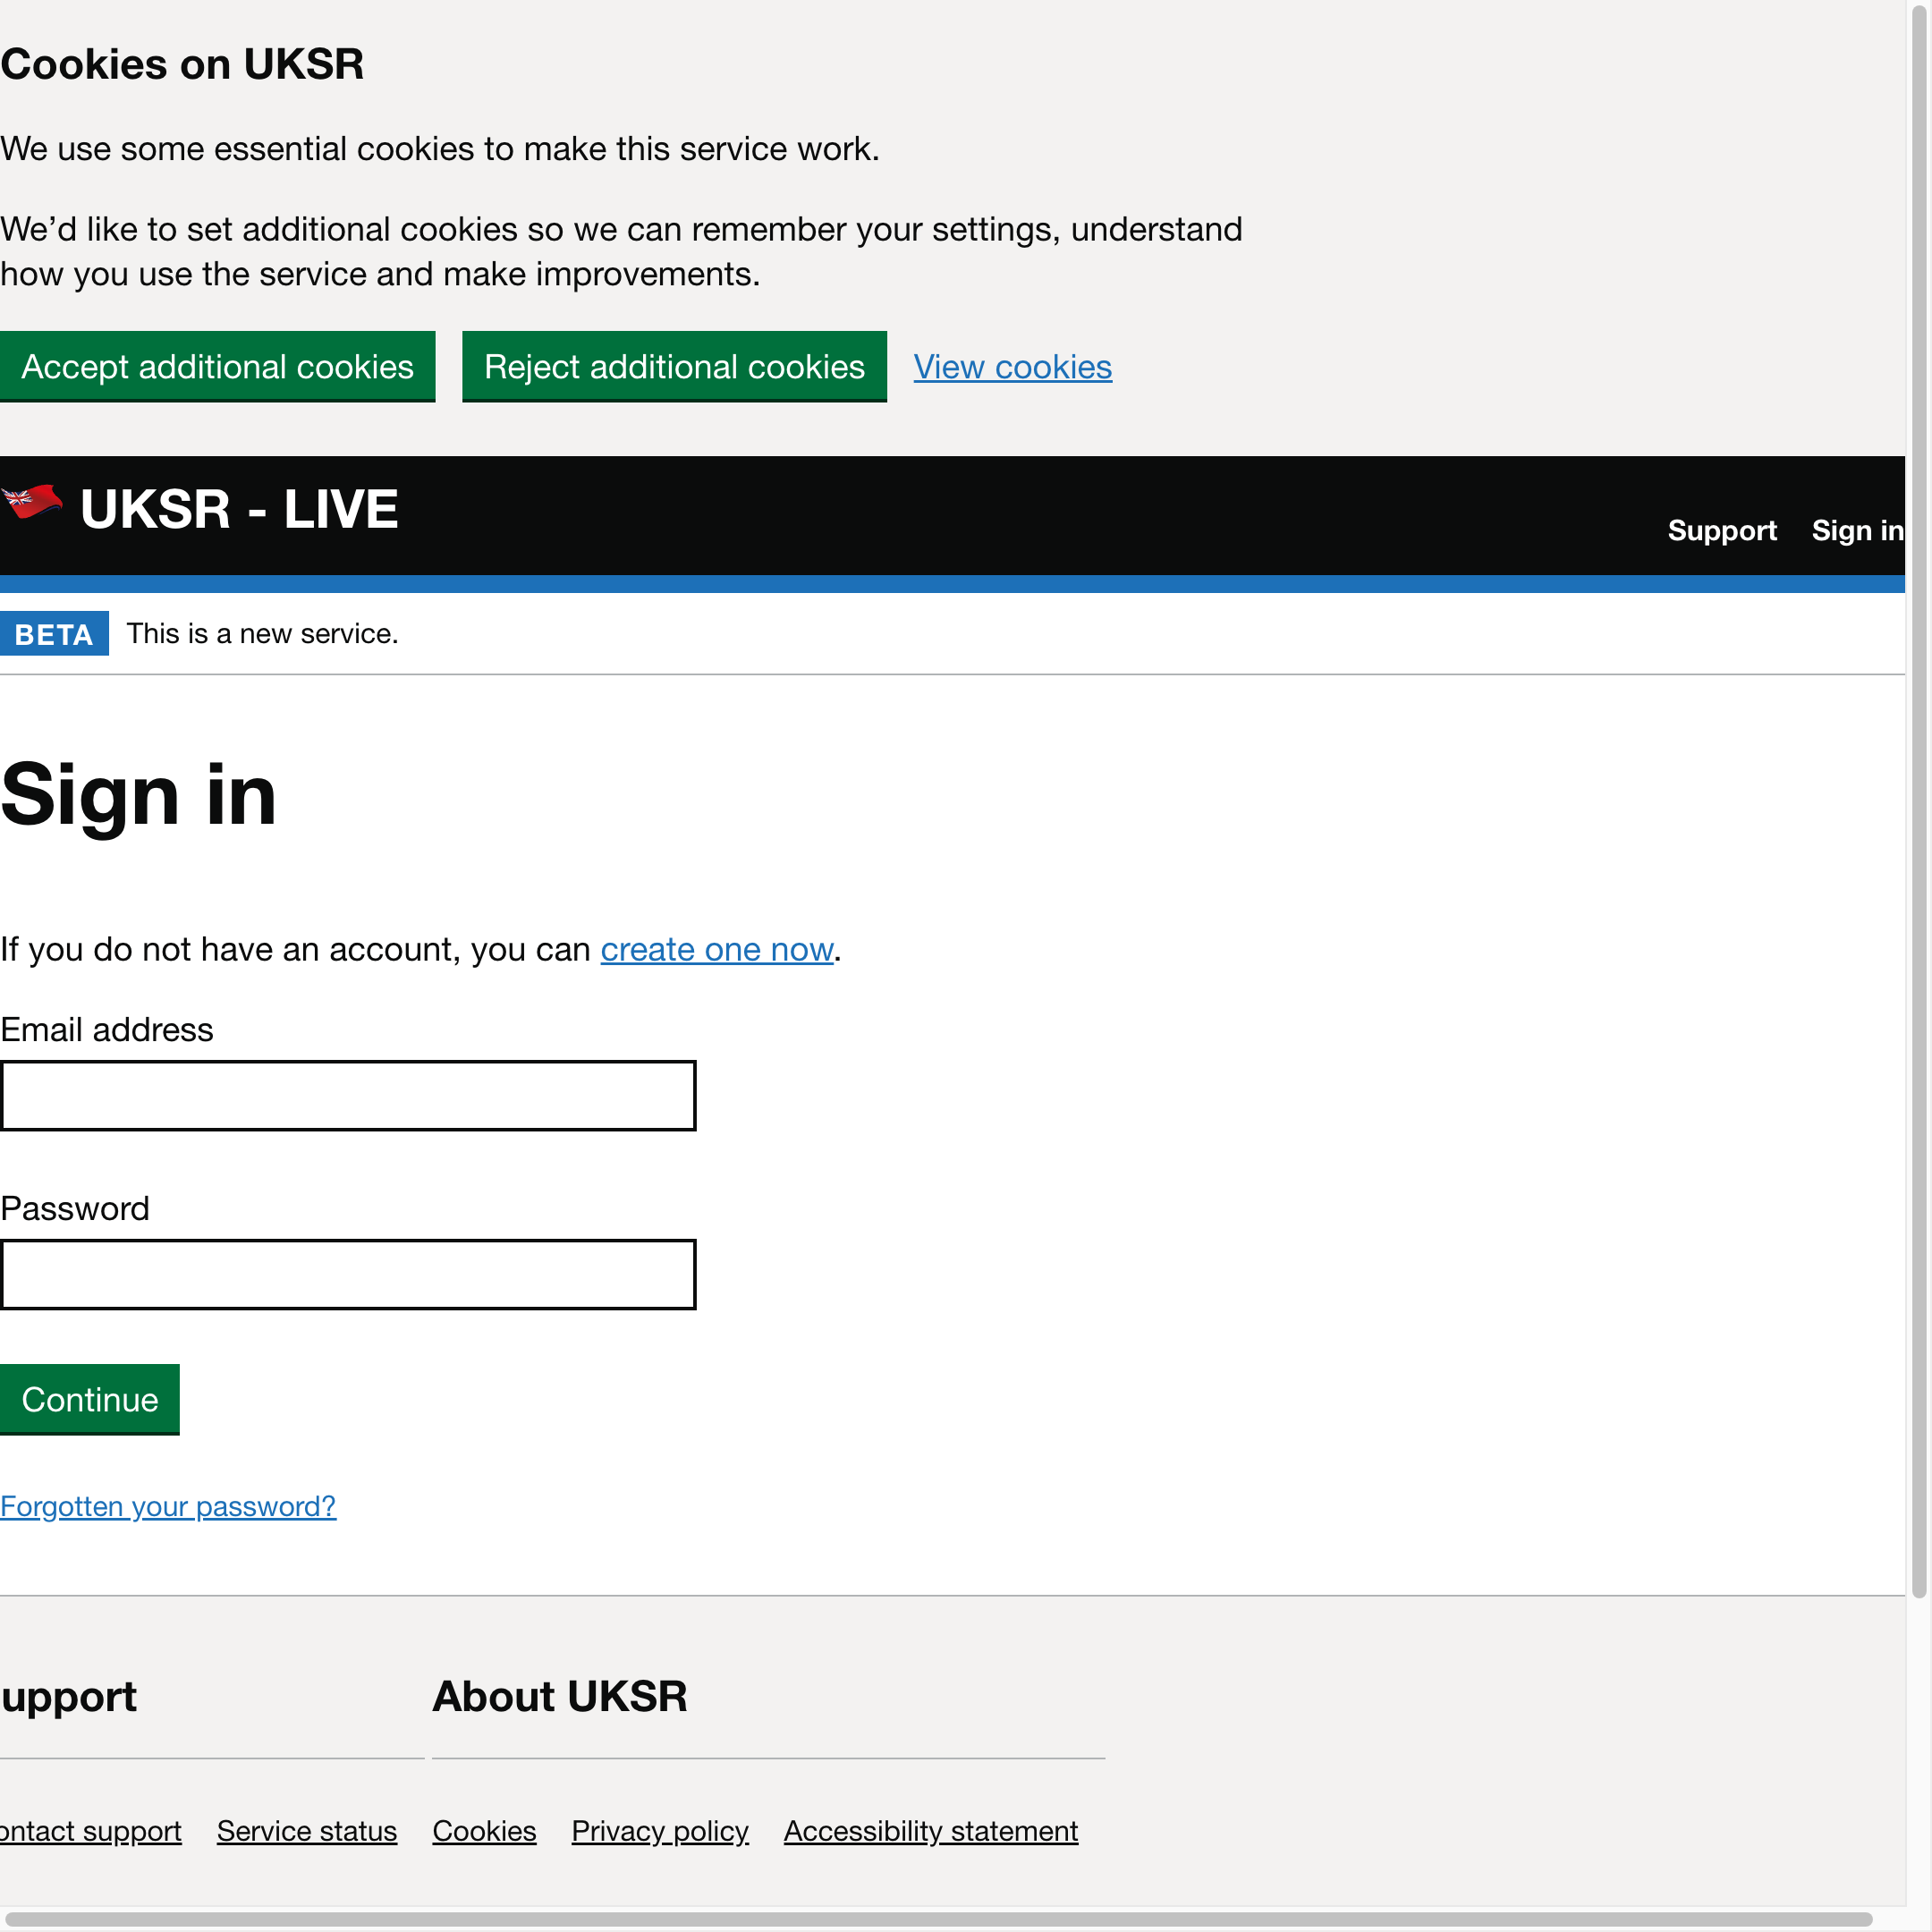 Cookies on UKSR
We use some essential cookies to make this service work.
We’d like to set additional cookies so we can remember your settings, understand
how you use the service and make improvements.
Accept additional cookies Reject additional cookies View cookies
UKSR - LIVE
Support Sign in
BETA This is a new service.
Sign in
If you do not have an account, you can create one now.
Email address
Password
Continue
Forgotten your password?
upport About UKSR
ontact support Service status Cookies Privacy policy Accessibility statement